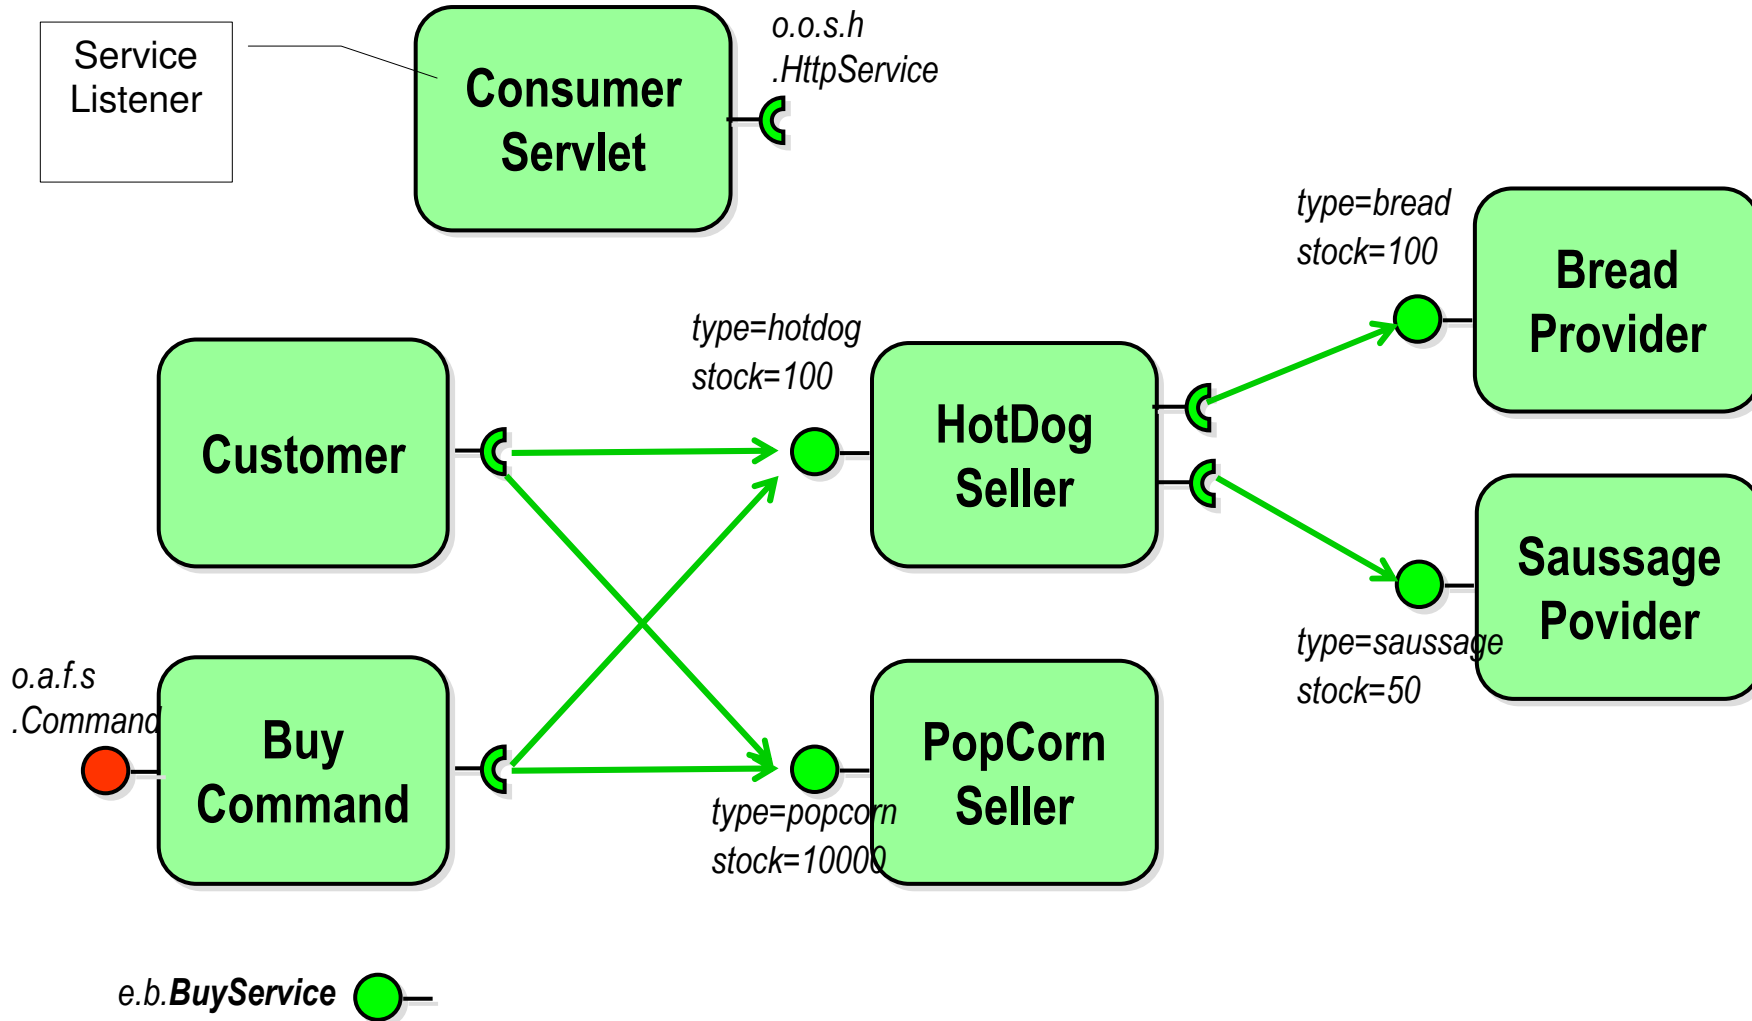 Service
Listener
Consumer
Servlet
o.o.s.h
.HttpService
type=bread
stock=100
Bread
Provider
type=hotdog
stock=100
Customer
HotDog
Seller
Saussage
Povider
type=saussage
stock=50
o.a.f.s
.Command
Buy
Command
PopCorn
Seller
type=popcorn
stock=10000
e.b.BuyService